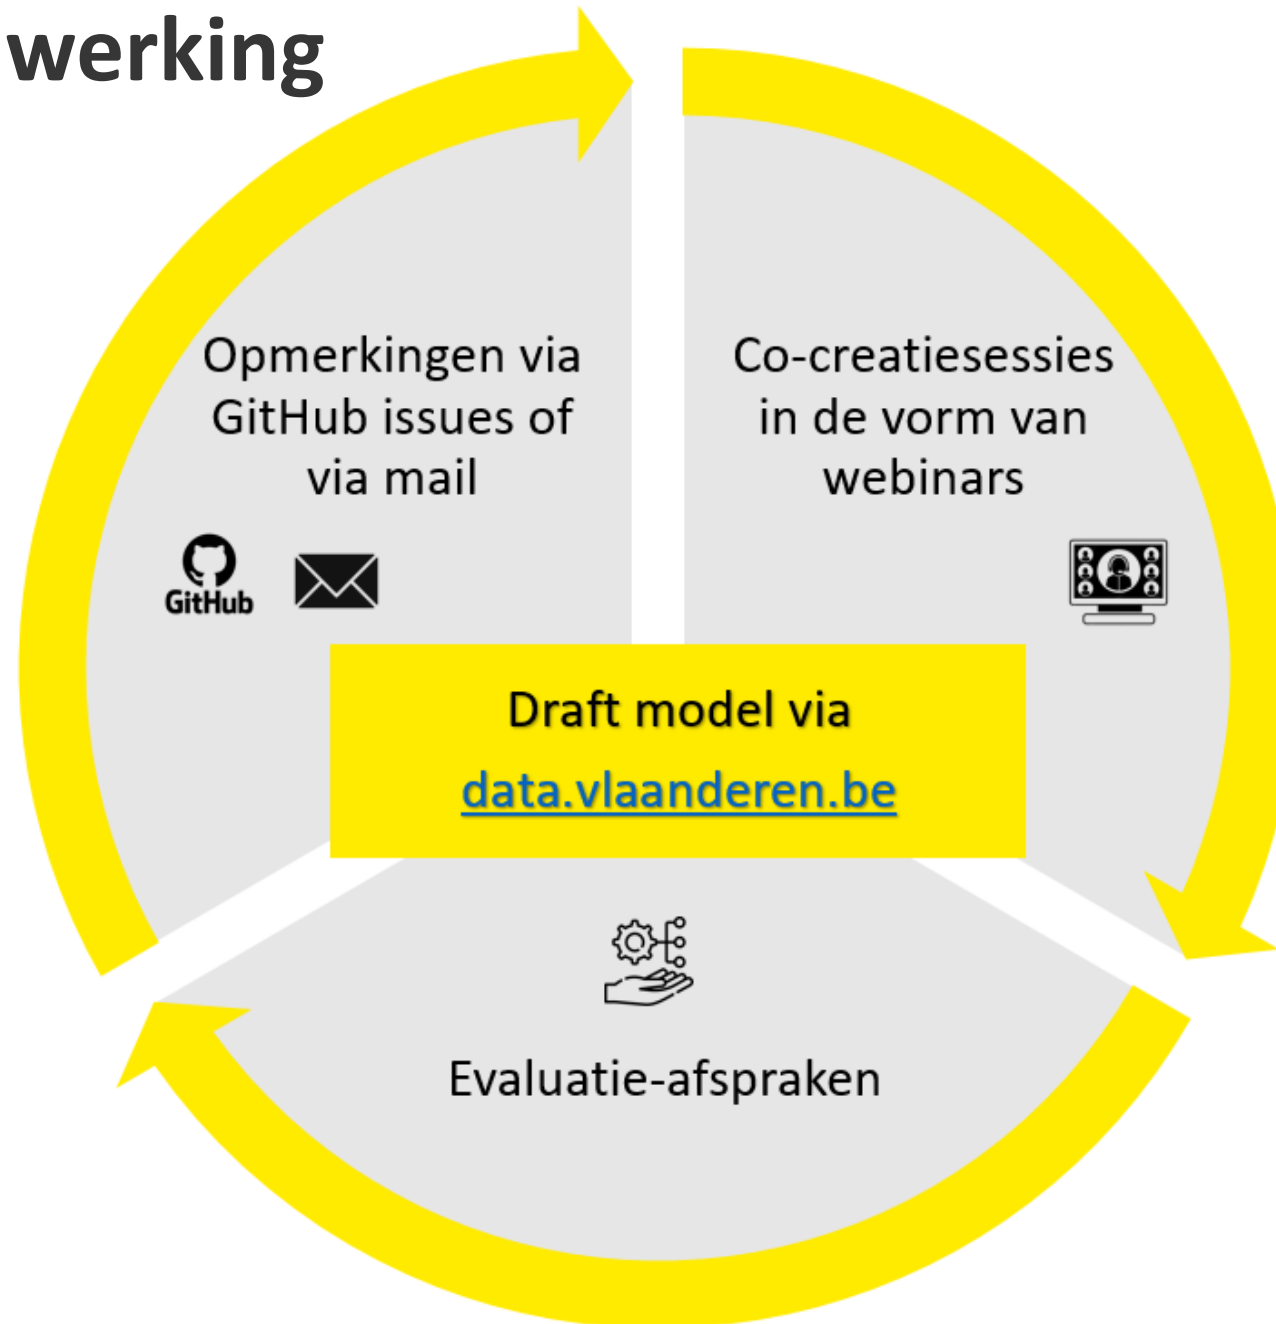 werking
Opmerkingen via
GitHub issues of
via mail
GitHub
Co-creatiesessies
in de vorm van
webinars
Draft model via
data.vlaanderen.be
Evaluatie-afspraken